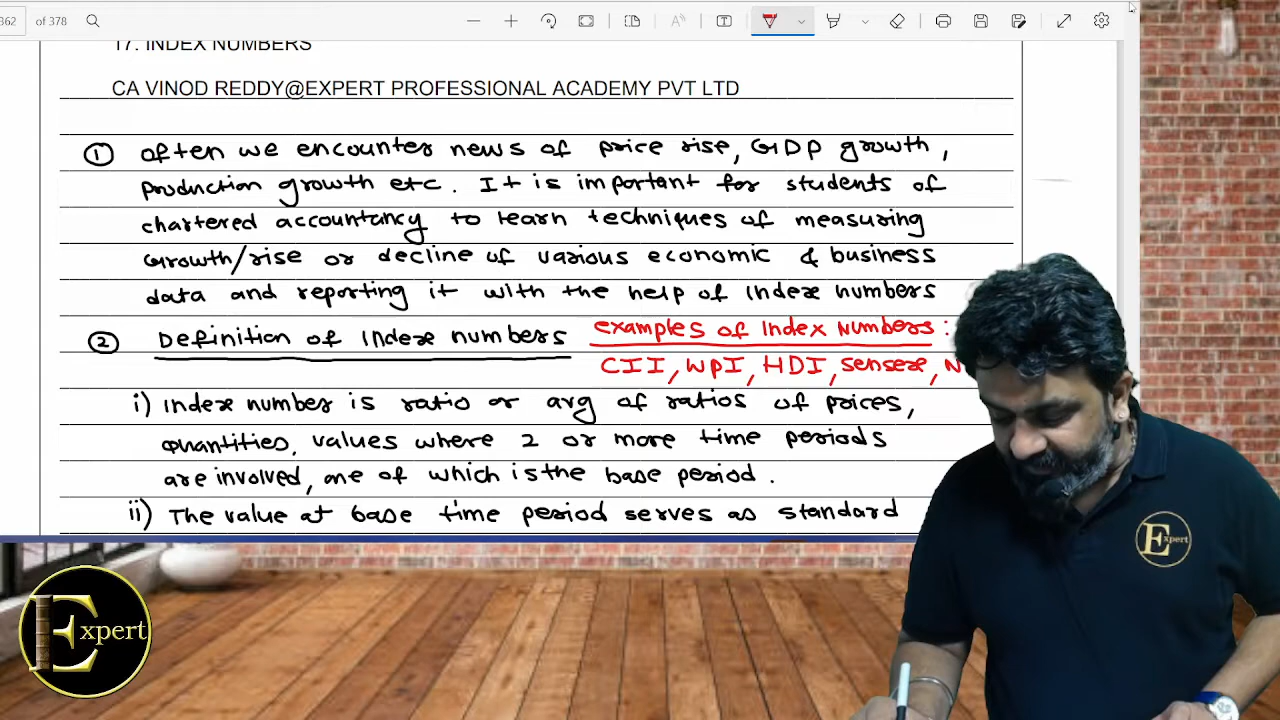 362 of 378
17. INDEX NUMBERS
CA VINOD REDDY@EXPERT PROFESSIONAL ACADEMY PVT LTD
① Often we encounter news of price rise, GDP growth,
production growth etc. It is important for students of
chartered accountancy to learn techniques of measuring
Growth/rise or decline of various economic & business
data and reporting it with the help of Index numbers
② Definition of Index numbers examples of Index Numbers:
CII, WPI, HDI, sensex, N
i) Index number is ratio or avg of ratios of prices,
quantities, values where 2 or more time periods
are involved, one of which is the base period.
ii) The value at base time period serves as standard
Expert
Expert